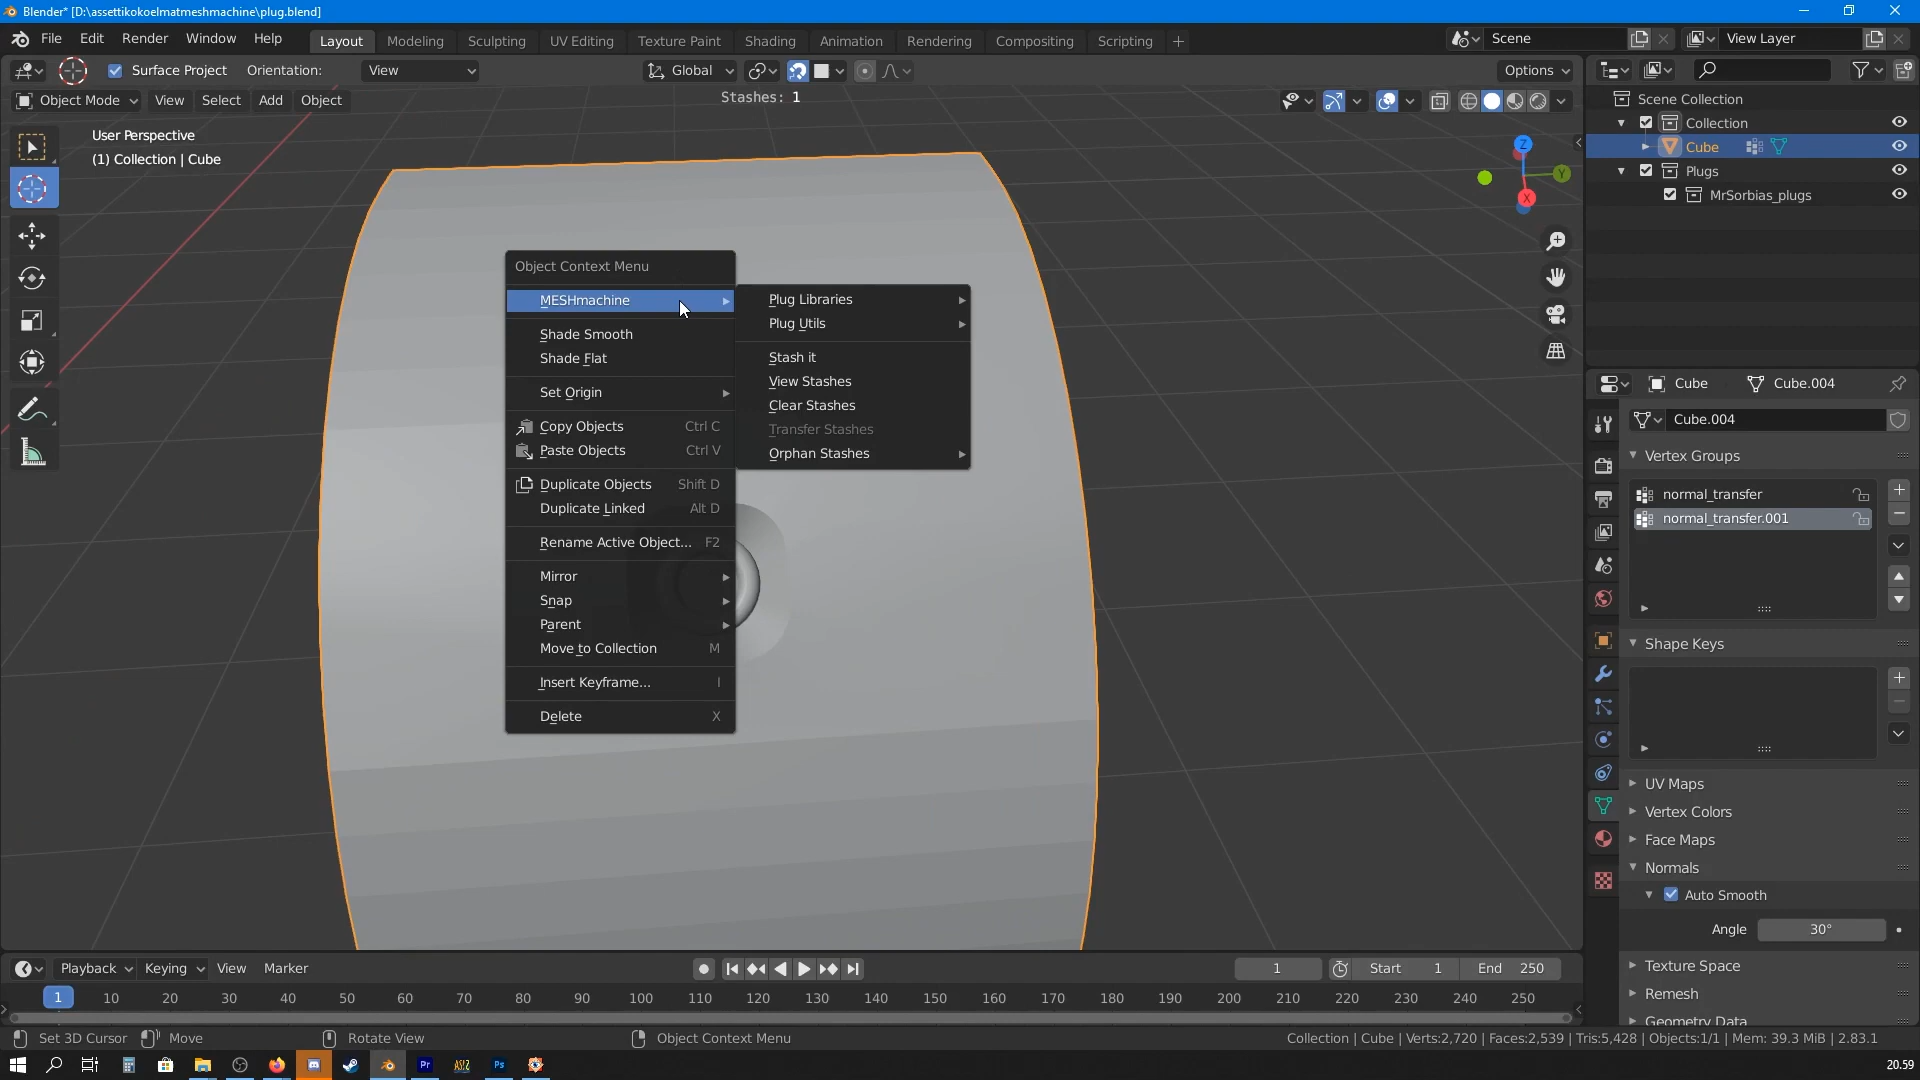 Blender* [D:\assettikokoelmatmeshmachine\plug.blend]
File Edit Render Window Help
Layout Modeling Sculpting UV Editing Texture Paint Shading Animation Rendering Compositing Scripting
Scene
View Layer
Surface Project Orientation: View
Global
Options
Object Mode View Select Add Object
Stashes: 1
User Perspective
(1) Collection | Cube
Z
Y
X
Object Context Menu
MESHmachine
Shade Smooth
Shade Flat
Set Origin
Copy Objects Ctrl C
Paste Objects Ctrl V
Duplicate Objects Shift D
Duplicate Linked Alt D
Rename Active Object... F2
Mirror
Snap
Parent
Move to Collection M
Insert Keyframe... I
Delete X
Plug Libraries
Plug Utils
Stash it
View Stashes
Clear Stashes
Transfer Stashes
Orphan Stashes
Scene Collection
Collection
Cube
Plugs
MrSorbias_plugs
Cube Cube.004
Cube.004
Vertex Groups
normal_transfer
normal_transfer.001
Shape Keys
UV Maps
Vertex Colors
Face Maps
Normals
Auto Smooth
Angle 30°
Texture Space
Remesh
Geometry Data
Playback Keying View Marker
1 Start 1 End 250
1 10 20 30 40 50 60 70 80 90 100 110 120 130 140 150 160 170 180 190 200 210 220 230 240 250
Set 3D Cursor Move Rotate View Object Context Menu
Collection | Cube | Verts:2,720 | Faces:2,539 | Tris:5,428 | Objects:1/1 | Mem: 39.3 MiB | 2.83.1
Pr
Ps
20.59